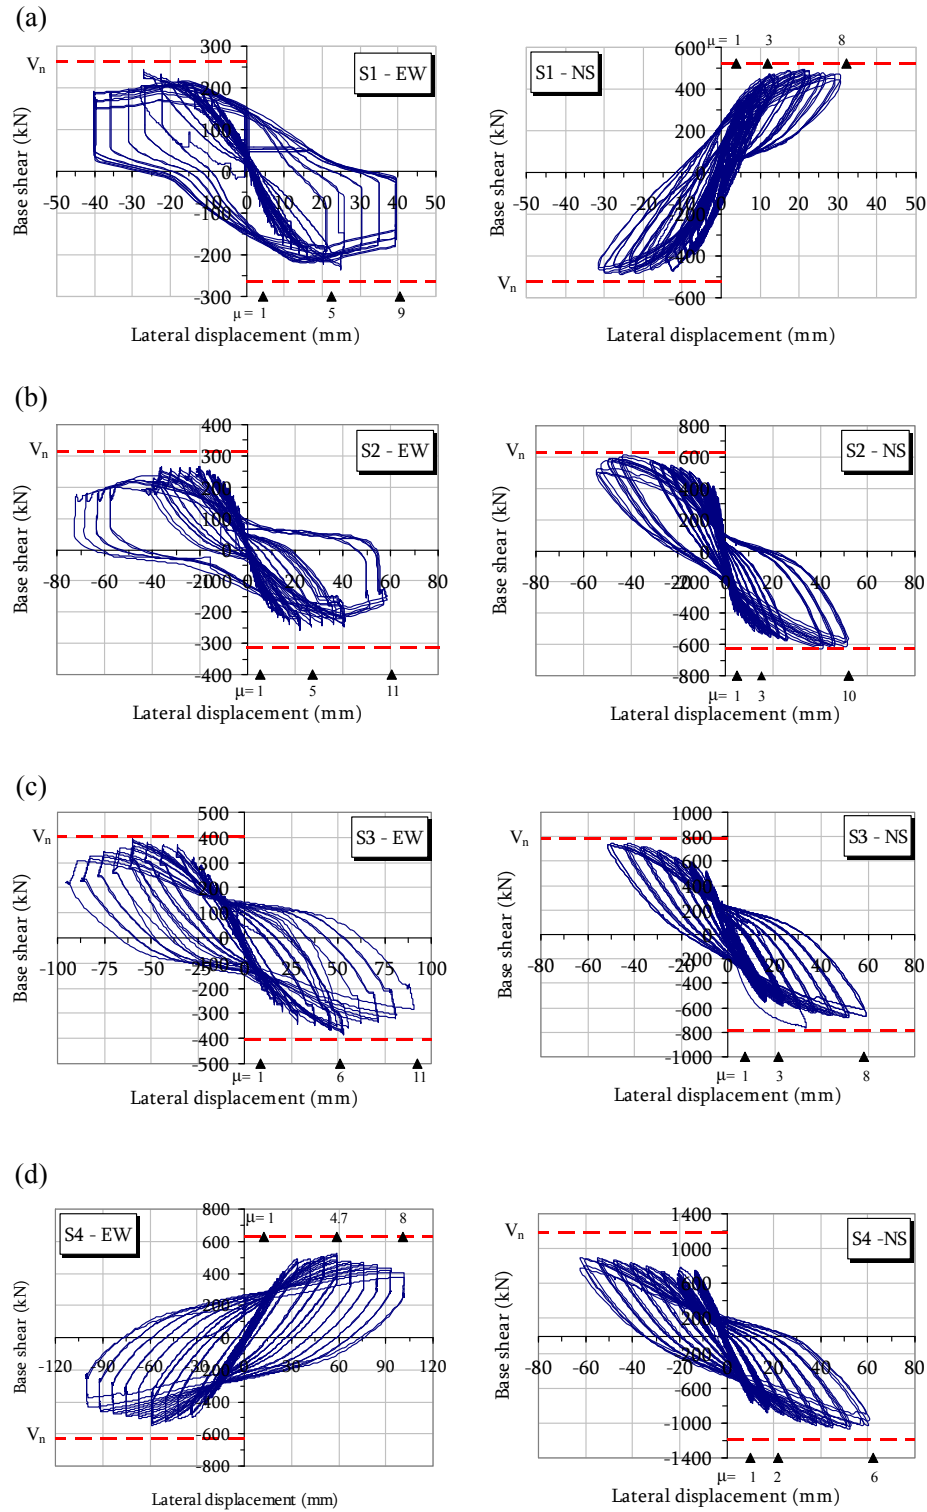 (a)
300
V
n
S1 - EW
200
100
0
-50 -40 -30 -20 -10 0 10 20 30 40 50
-100
-200
-300
μ = 1 5 9
Base shear (kN)
Lateral displacement (mm)
μ = 1 3 8
600
S1 - NS
400
200
0
-50 -40 -30 -20 -10 0 10 20 30 40 50
-200
-400
V
n
-600
Base shear (kN)
Lateral displacement (mm)
(b)
400
V
n
S2 - EW
300
200
100
0
-80 -60 -40 -20 0 20 40 60 80
-100
-200
-300
-400
μ= 1 5 11
Base shear (kN)
Lateral displacement (mm)
800
V
n
S2 - NS
600
400
200
0
-80 -60 -40 -20 0 20 40 60 80
-200
-400
-600
-800
μ= 1 3 10
Base shear (kN)
Lateral displacement (mm)
(c)
500
V
n
S3 - EW
400
300
200
100
0
-100 -75 -50 -25 0 25 50 75 100
-100
-200
-300
-400
-500
μ= 1 6 11
Base shear (kN)
Lateral displacement (mm)
1000
V
n
S3 - NS
800
600
400
200
0
-80 -60 -40 -20 0 20 40 60 80
-200
-400
-600
-800
-1000
μ= 1 3 8
Base shear (kN)
Lateral displacement (mm)
(d)
800
S4 - EW
μ= 1 4.7 8
600
400
200
0
-120 -90 -60 -30 0 30 60 90 120
-200
-400
V
n
-600
-800
Base shear (kN)
Lateral displacement (mm)
1400
V
n
S4 -NS
1000
600
200
-80 -60 -40 -20 0 20 40 60 80
-200
-600
-1000
-1400
μ= 1 2 6
Base shear (kN)
Lateral displacement (mm)